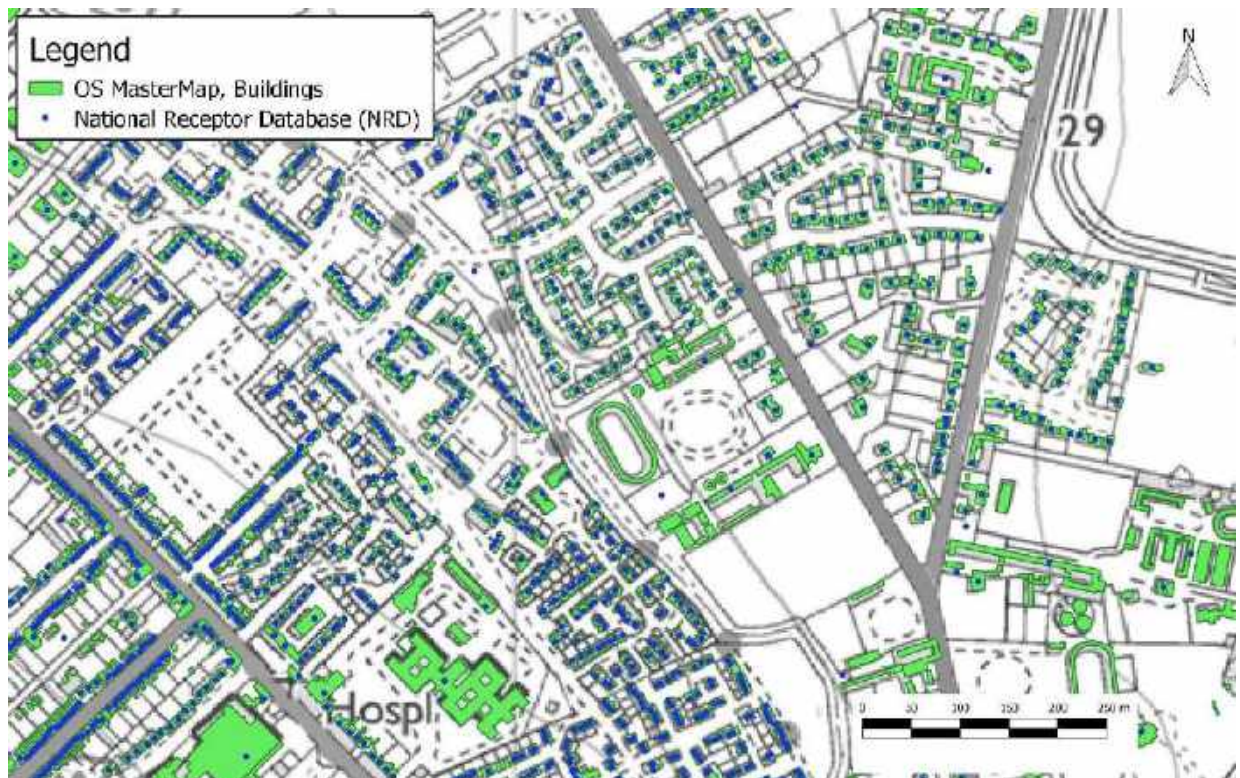 Legend
OS MasterMap, Buildings
National Receptor Database (NRD)
N
29
Hospl
0 50 100 150 200 250 m